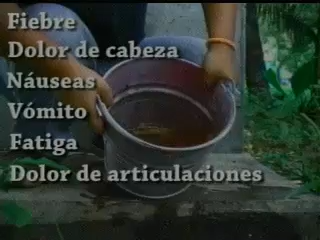 Fiebre
Dolor de cabeza
Náuseas
Vómito
Fatiga
Dolor de articulaciones